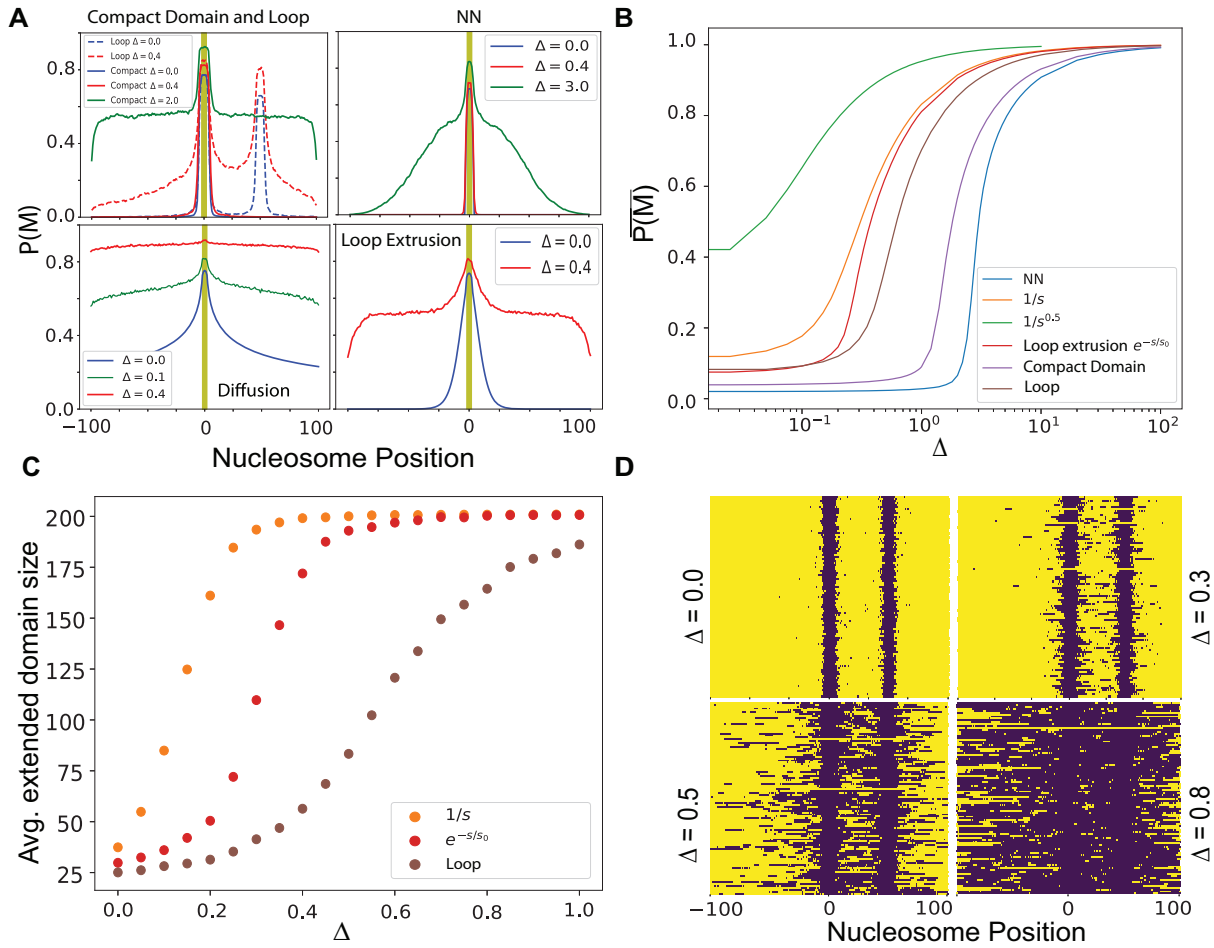 A
Compact Domain and Loop
NN
Loop Δ=0.0
Loop Δ=0.4
Compact Δ=0.0
Compact Δ=0.4
Compact Δ=2.0
Δ = 0.0
Δ = 0.4
Δ = 3.0
0.8
0.4
0.0
P(M)
0.8
0.4
0.0
Δ = 0.0
Δ = 0.1
Δ = 0.4
Diffusion
Loop Extrusion
Δ = 0.0
Δ = 0.4
−100
0
100
0
100
Nucleosome Position
B
1.0
0.8
0.6
0.4
0.2
0.0
P(M)
NN
1/s
1/s^0.5
Loop extrusion e^−s/s₀
Compact Domain
Loop
10⁻¹
10⁰
10¹
10²
Δ
C
200
175
150
125
100
75
50
25
Avg. extended domain size
1/s
e^−s/s₀
Loop
0.0
0.2
0.4
0.6
0.8
1.0
Δ
D
Δ = 0.0
Δ = 0.3
Δ = 0.5
Δ = 0.8
−100
0
100
0
100
Nucleosome Position